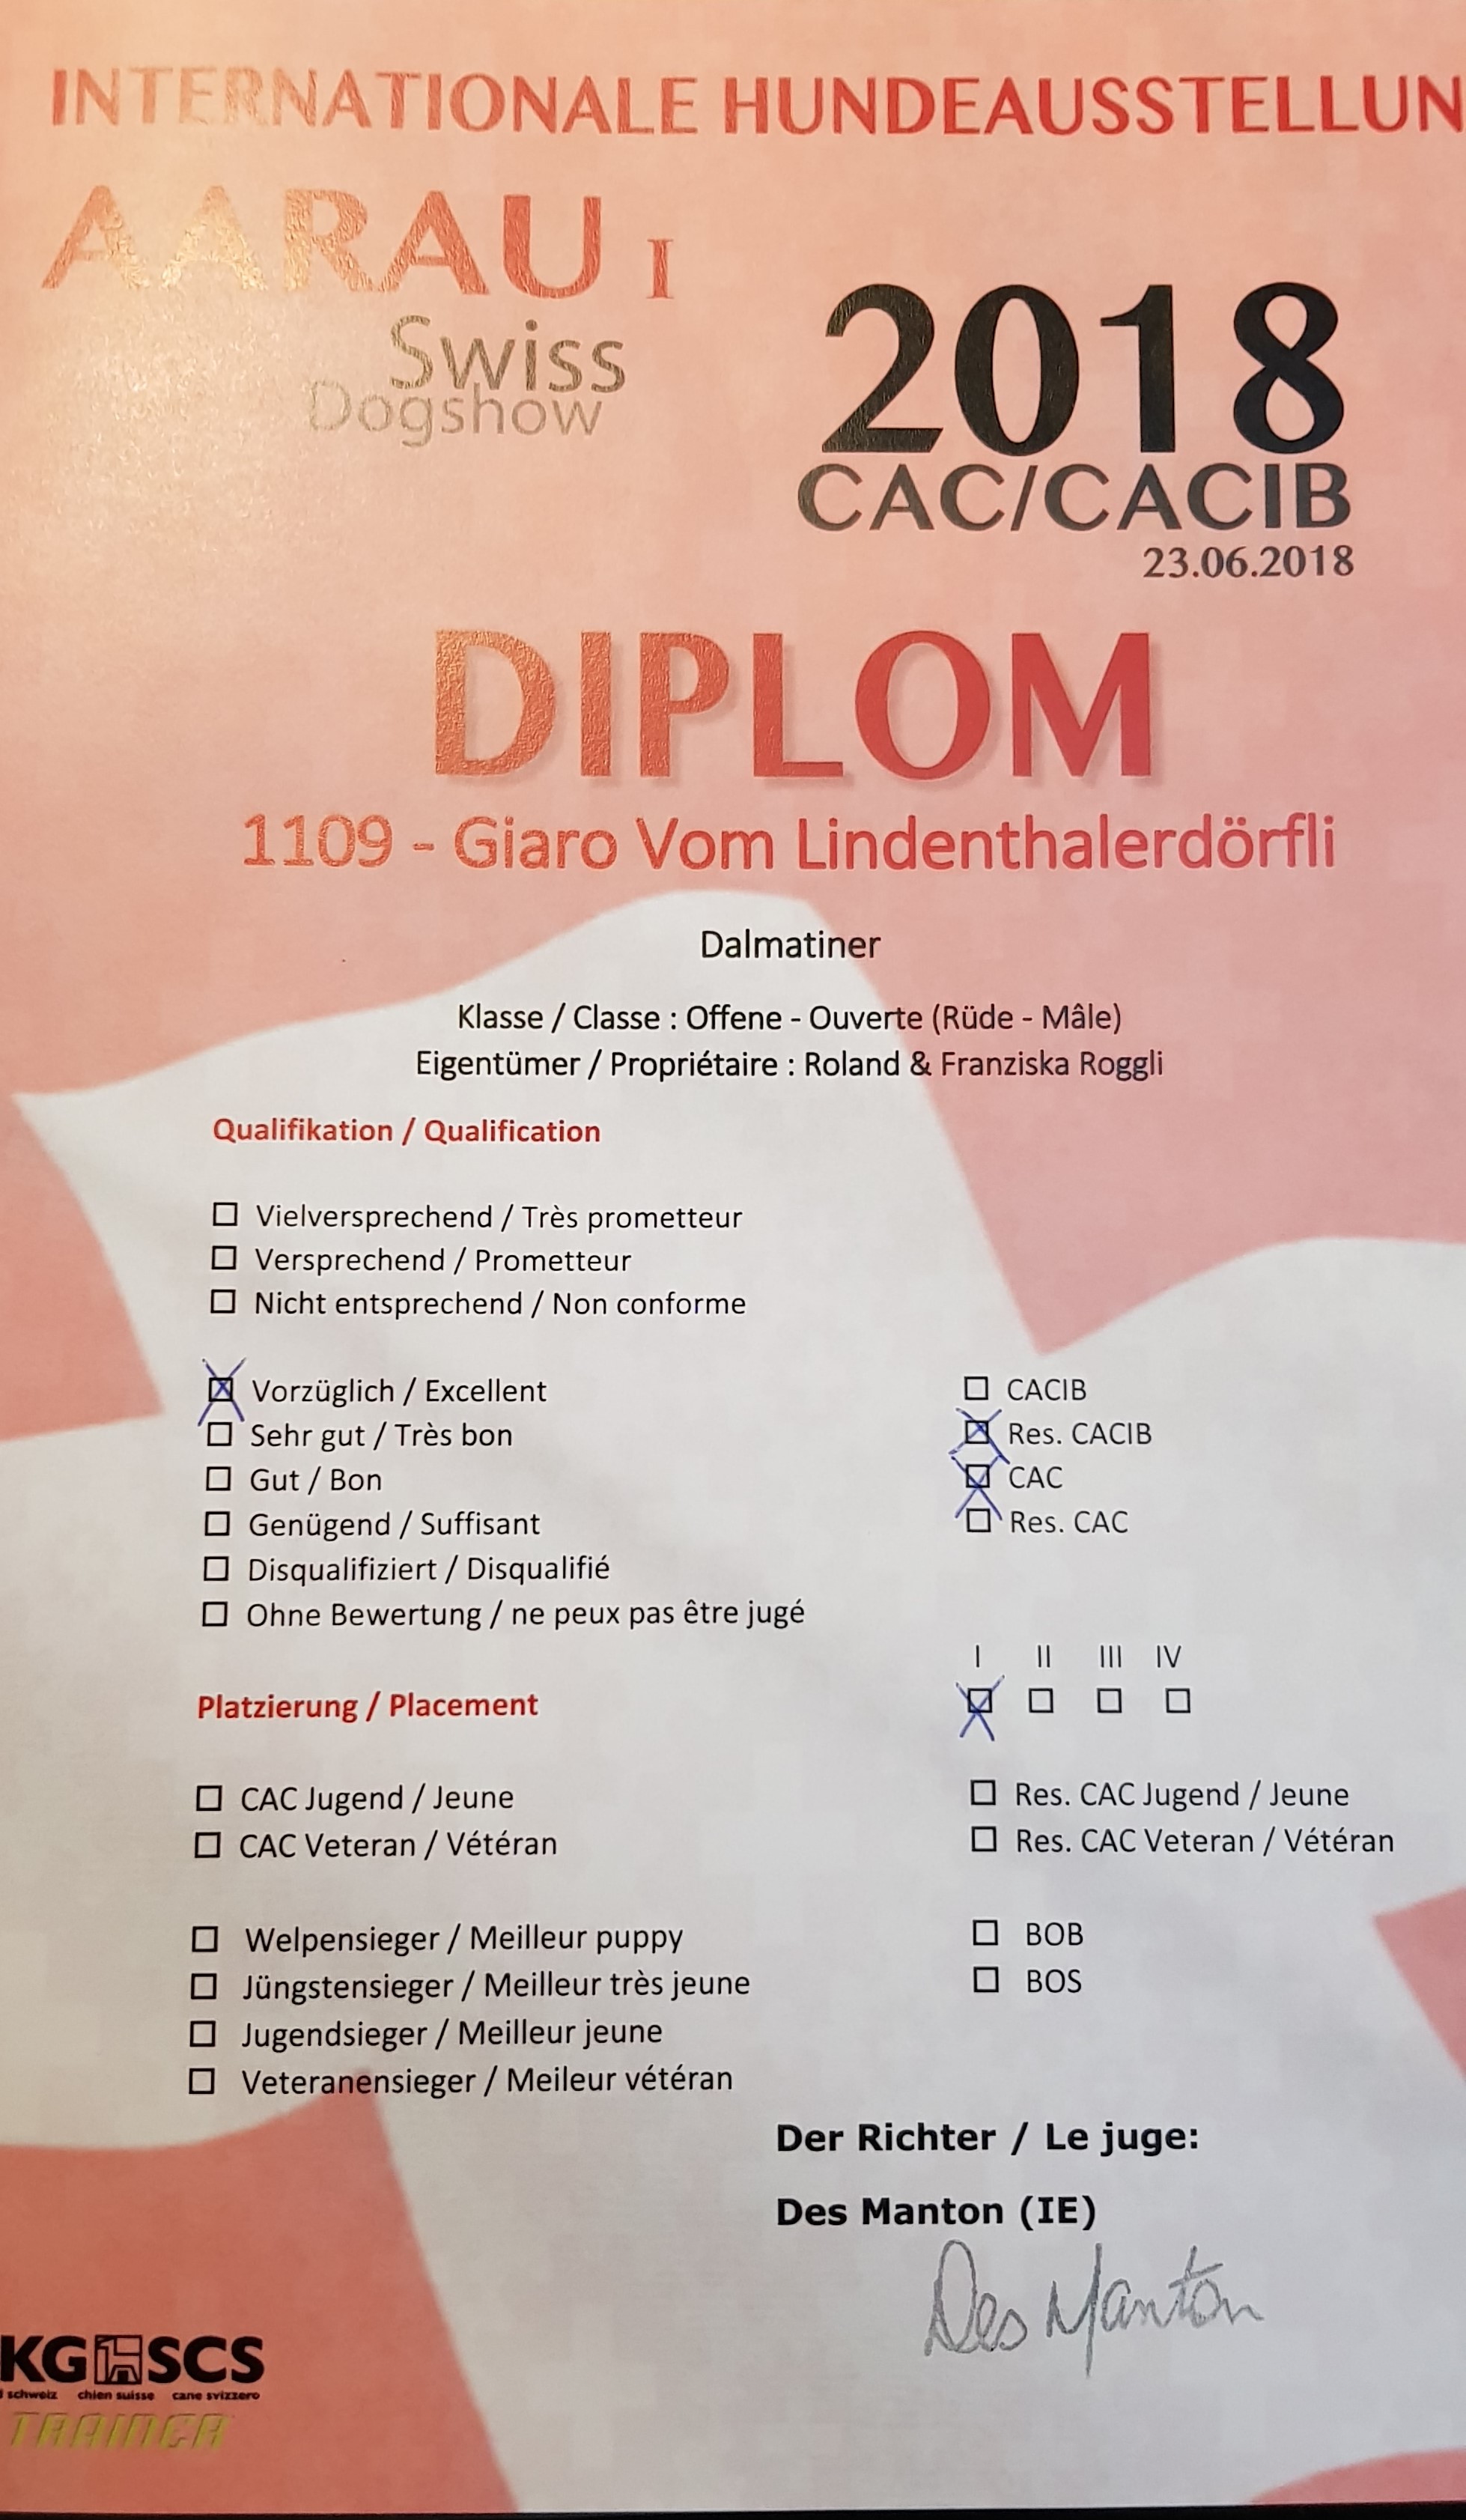 INTERNATIONALE HUNDEAUSSTELLUN
AARAU I
Swiss
Dogshow
2018
CAC/CACIB
23.06.2018
DIPLOM
1109 - Giaro Vom Lindenthalerdörfli
Dalmatiner
Klasse / Classe : Offene - Ouverte (Rüde - Mâle)
Eigentümer / Propriétaire : Roland & Franziska Roggli
Qualifikation / Qualification
☐ Vielversprechend / Très prometteur
☐ Versprechend / Prometteur
☐ Nicht entsprechend / Non conforme
☒ Vorzüglich / Excellent ☐ CACIB
☐ Sehr gut / Très bon ☒ Res. CACIB
☐ Gut / Bon ☒ CAC
☐ Genügend / Suffisant ☐ Res. CAC
☐ Disqualifiziert / Disqualifié
☐ Ohne Bewertung / ne peux pas être jugé
I II III IV
Platzierung / Placement ☒ ☐ ☐ ☐
☐ CAC Jugend / Jeune ☐ Res. CAC Jugend / Jeune
☐ CAC Veteran / Vétéran ☐ Res. CAC Veteran / Vétéran
☐ Welpensieger / Meilleur puppy ☐ BOB
☐ Jüngstensieger / Meilleur très jeune ☐ BOS
☐ Jugendsieger / Meilleur jeune
☐ Veteranensieger / Meileur vétéran
Der Richter / Le juge:
Des Manton (IE)
Des Manton
KG SCS
schweiz chien suisse cane svizzero
TRAINER